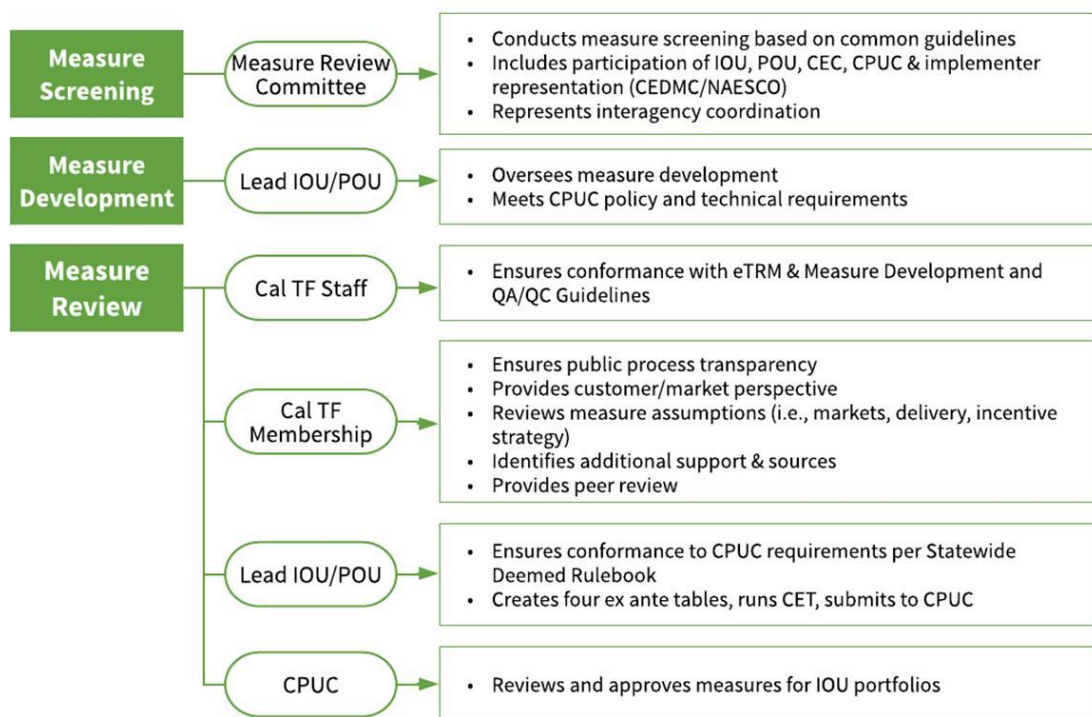 Measure
Screening
Measure Review
Committee
• Conducts measure screening based on common guidelines
• Includes participation of IOU, POU, CEC, CPUC & implementer
representation (CEDMC/NAESCO)
• Represents interagency coordination
Measure
Development
Lead IOU/POU
• Oversees measure development
• Meets CPUC policy and technical requirements
Measure
Review
Cal TF Staff
• Ensures conformance with eTRM & Measure Development and
QA/QC Guidelines
Cal TF
Membership
• Ensures public process transparency
• Provides customer/market perspective
• Reviews measure assumptions (i.e., markets, delivery, incentive
strategy)
• Identifies additional support & sources
• Provides peer review
Lead IOU/POU
• Ensures conformance to CPUC requirements per Statewide
Deemed Rulebook
• Creates four ex ante tables, runs CET, submits to CPUC
CPUC
• Reviews and approves measures for IOU portfolios